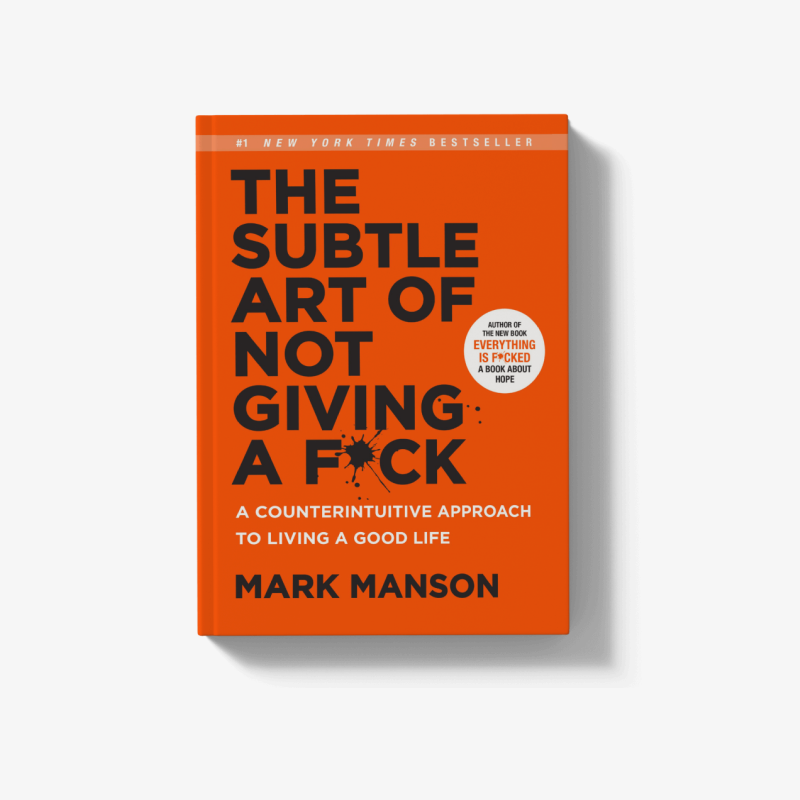 #1 NEW YORK TIMES BESTSELLER
THE
SUBTLE
ART OF
NOT
GIVING
A F*CK
AUTHOR OF
THE NEW BOOK
EVERYTHING
IS F*CKED
A BOOK ABOUT
HOPE
A COUNTERINTUITIVE APPROACH
TO LIVING A GOOD LIFE
MARK MANSON